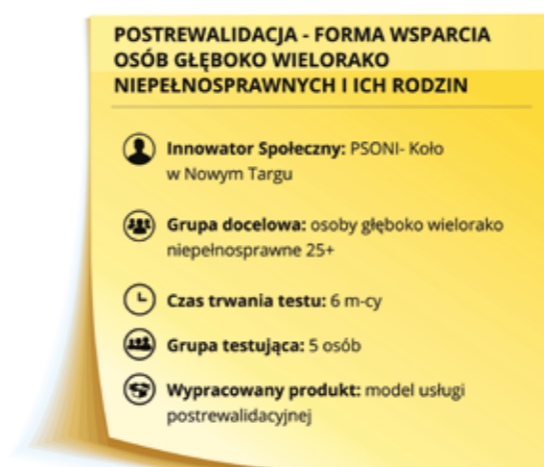 POSTREWALIDACJA - FORMA WSPARCIA
OSÓB GŁĘBOKO WIELORAKO
NIEPEŁNOSPRAWNYCH I ICH RODZIN
Innowator Społeczny: PSONI- Koło
w Nowym Targu
Grupa docelowa: osoby głęboko wielorako
niepełnosprawne 25+
Czas trwania testu: 6 m-cy
Grupa testująca: 5 osób
Wypracowany produkt: model usługi
postrewalidacyjnej